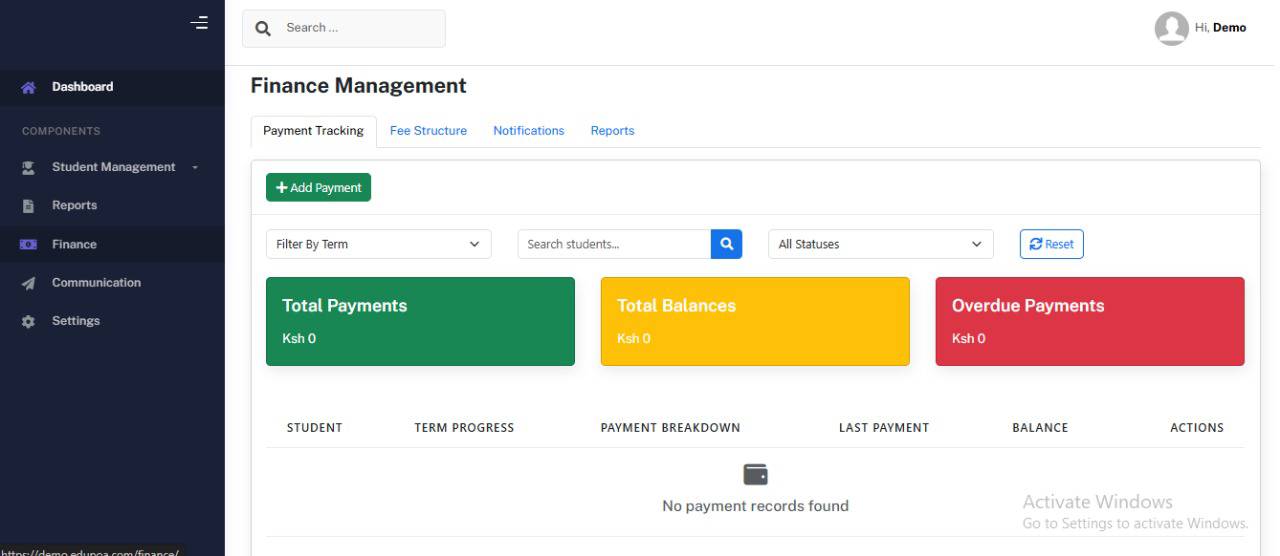 Search ...
Hi, Demo
Dashboard
COMPONENTS
Student Management
Reports
Finance
Communication
Settings
Finance Management
Payment Tracking Fee Structure Notifications Reports
+ Add Payment
Filter By Term Search students... All Statuses Reset
Total Payments
Ksh 0
Total Balances
Ksh 0
Overdue Payments
Ksh 0
STUDENT TERM PROGRESS PAYMENT BREAKDOWN LAST PAYMENT BALANCE ACTIONS
No payment records found
Activate Windows
Go to Settings to activate Windows.
https://demo.edupoa.com/finance/